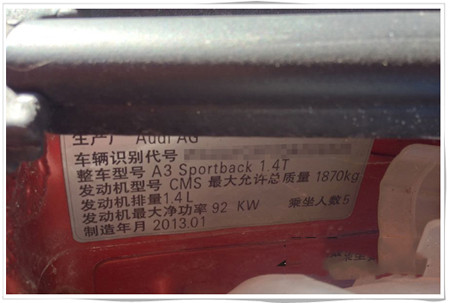 生产厂 Audi AG
车辆识别代号
整车型号 A3 Sportback 1.4T
发动机型号 CMS 最大允许总质量 1870kg
发动机排量1.4L
发动机最大净功率 92 KW 乘坐人数5
制造年月 2013.01